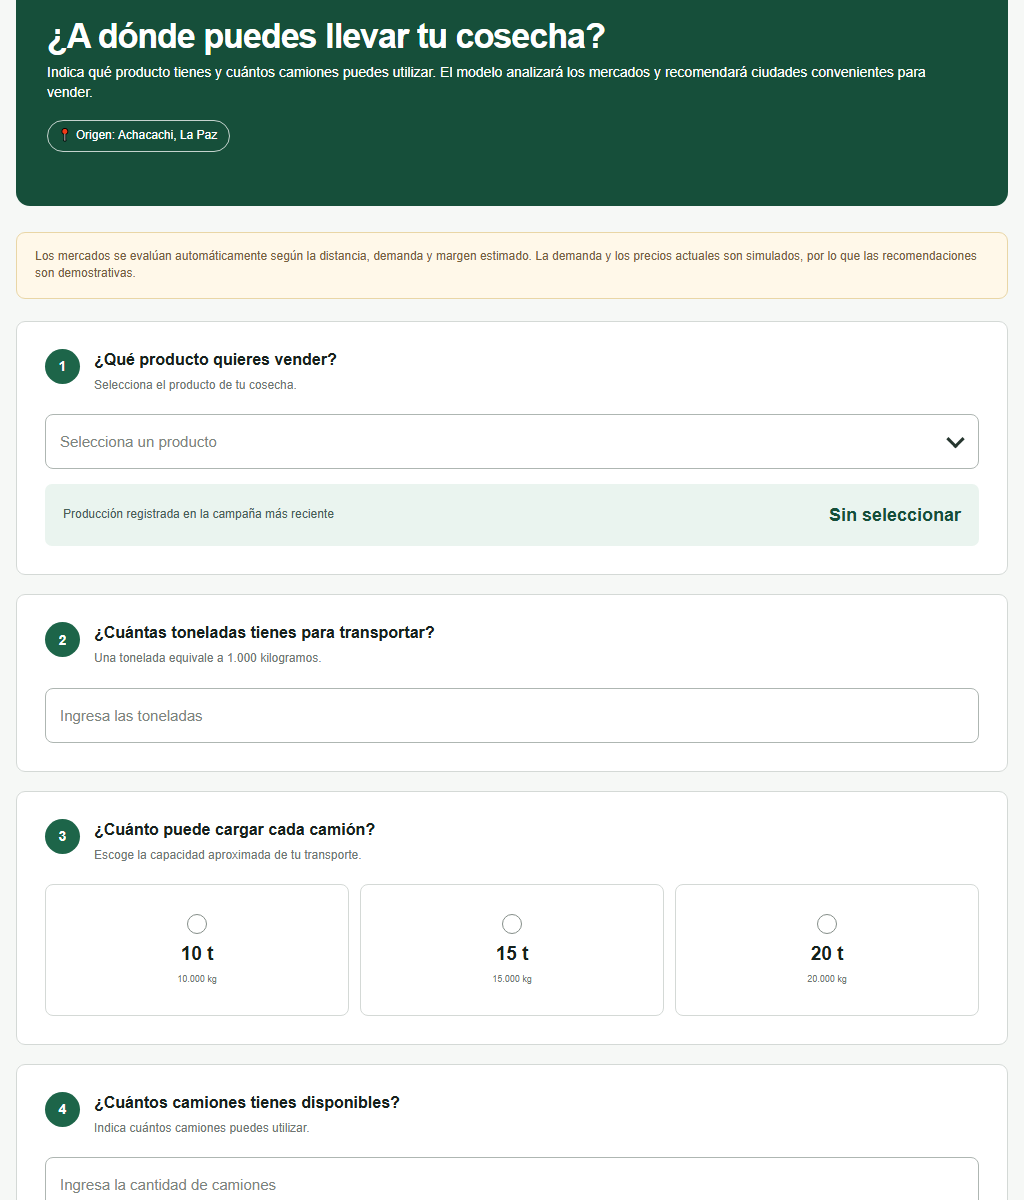 ¿A dónde puedes llevar tu cosecha?
Indica qué producto tienes y cuántos camiones puedes utilizar. El modelo analizará los mercados y recomendará ciudades convenientes para
vender.
Origen: Achacachi, La Paz
Los mercados se evalúan automáticamente según la distancia, demanda y margen estimado. La demanda y los precios actuales son simulados, por lo que las recomendaciones
son demostrativas.
1
¿Qué producto quieres vender?
Selecciona el producto de tu cosecha.
Selecciona un producto
Producción registrada en la campaña más reciente
Sin seleccionar
2
¿Cuántas toneladas tienes para transportar?
Una tonelada equivale a 1.000 kilogramos.
Ingresa las toneladas
3
¿Cuánto puede cargar cada camión?
Escoge la capacidad aproximada de tu transporte.
10 t
10.000 kg
15 t
15.000 kg
20 t
20.000 kg
4
¿Cuántos camiones tienes disponibles?
Indica cuántos camiones puedes utilizar.
Ingresa la cantidad de camiones